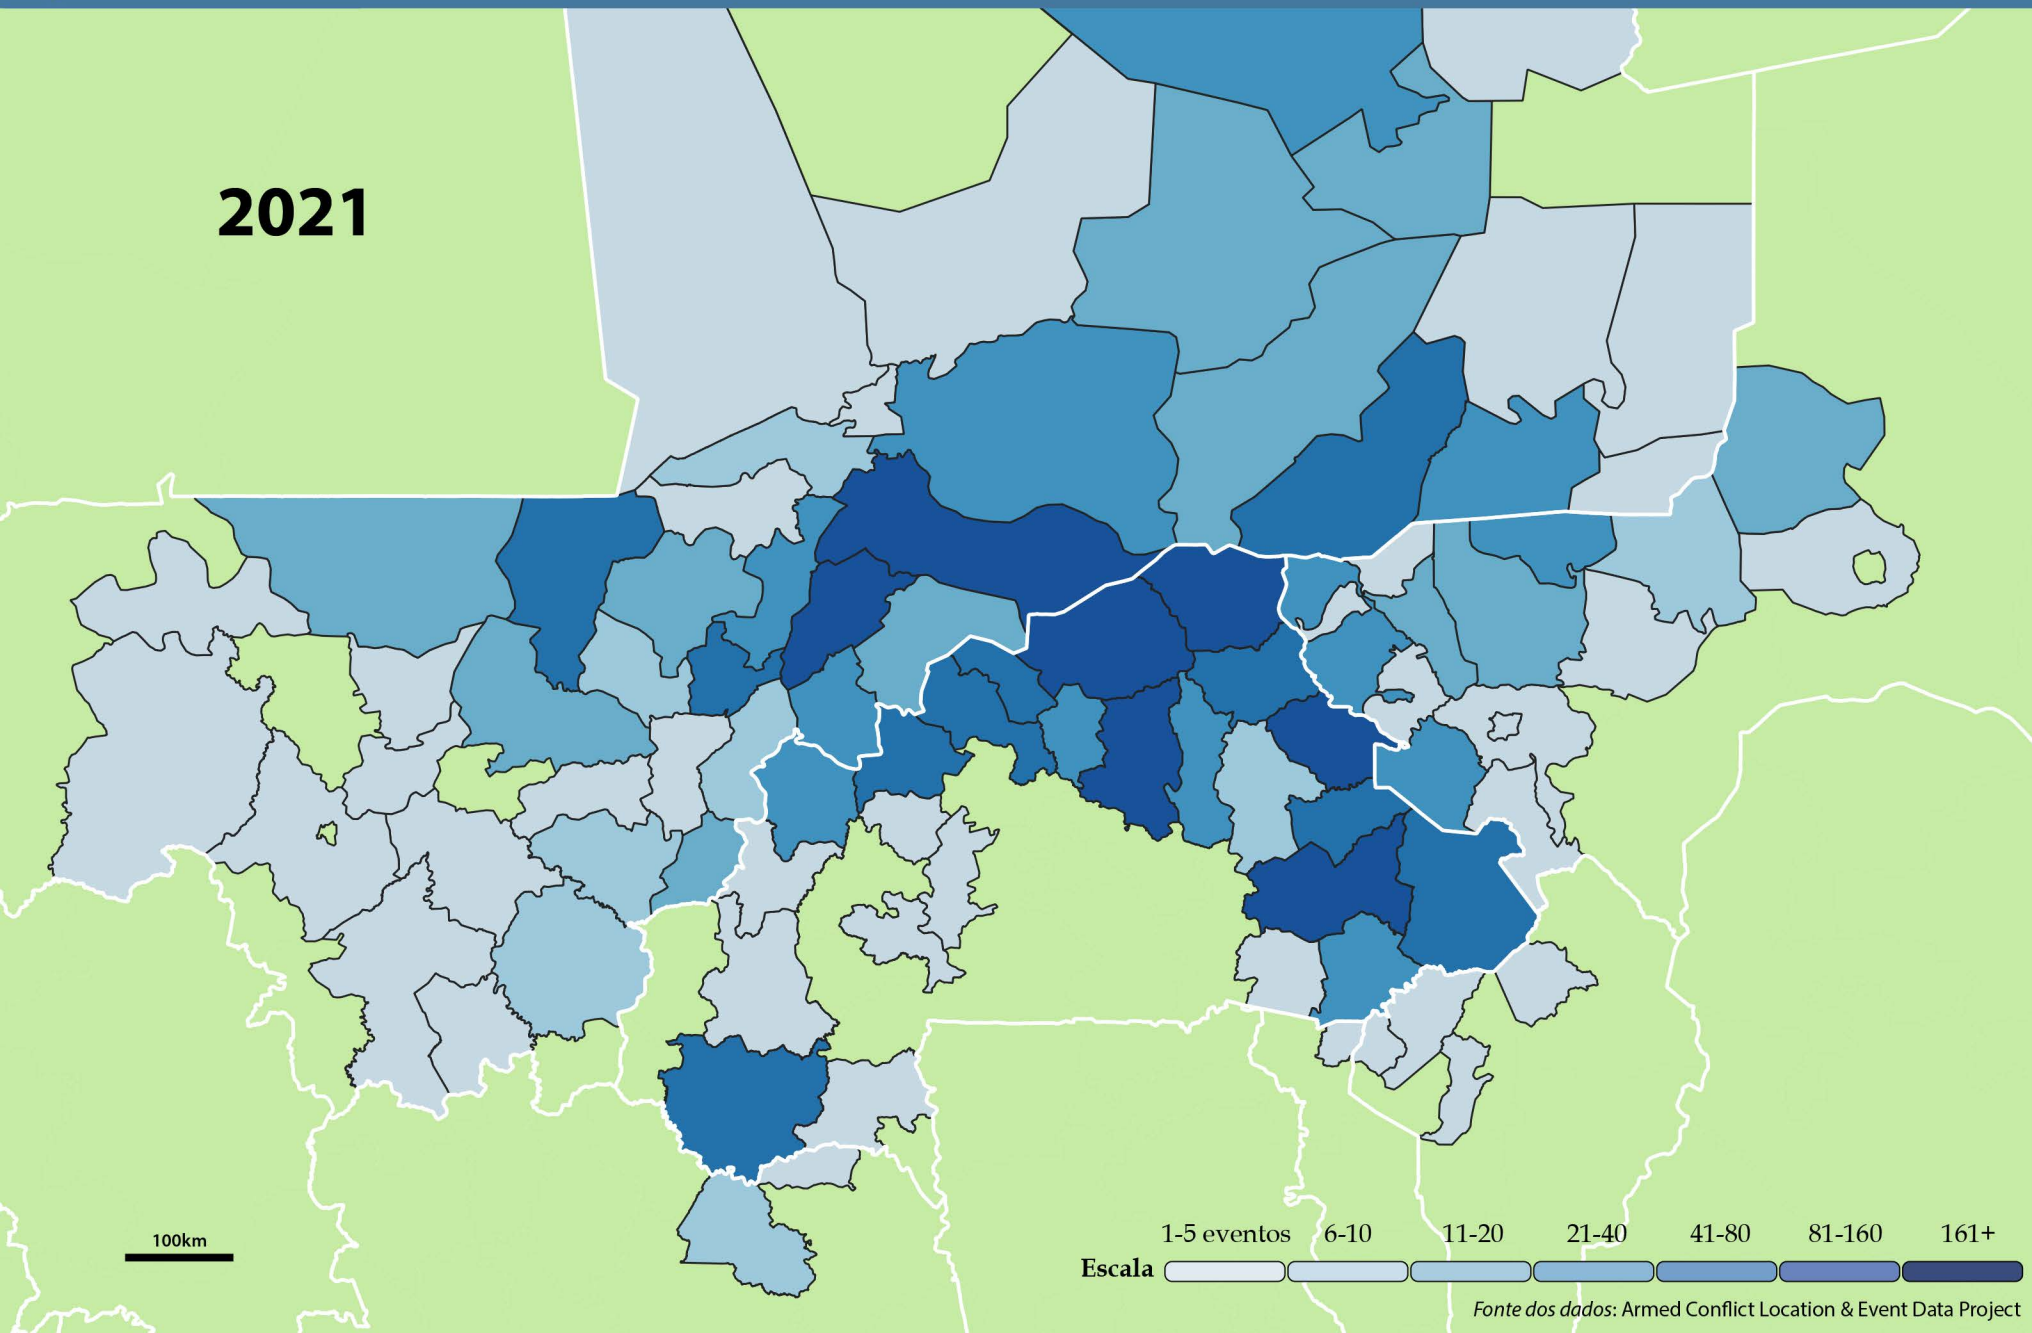 2021
100km
1-5 eventos 6-10 11-20 21-40 41-80 81-160 161+
Escala
Fonte dos dados: Armed Conflict Location & Event Data Project